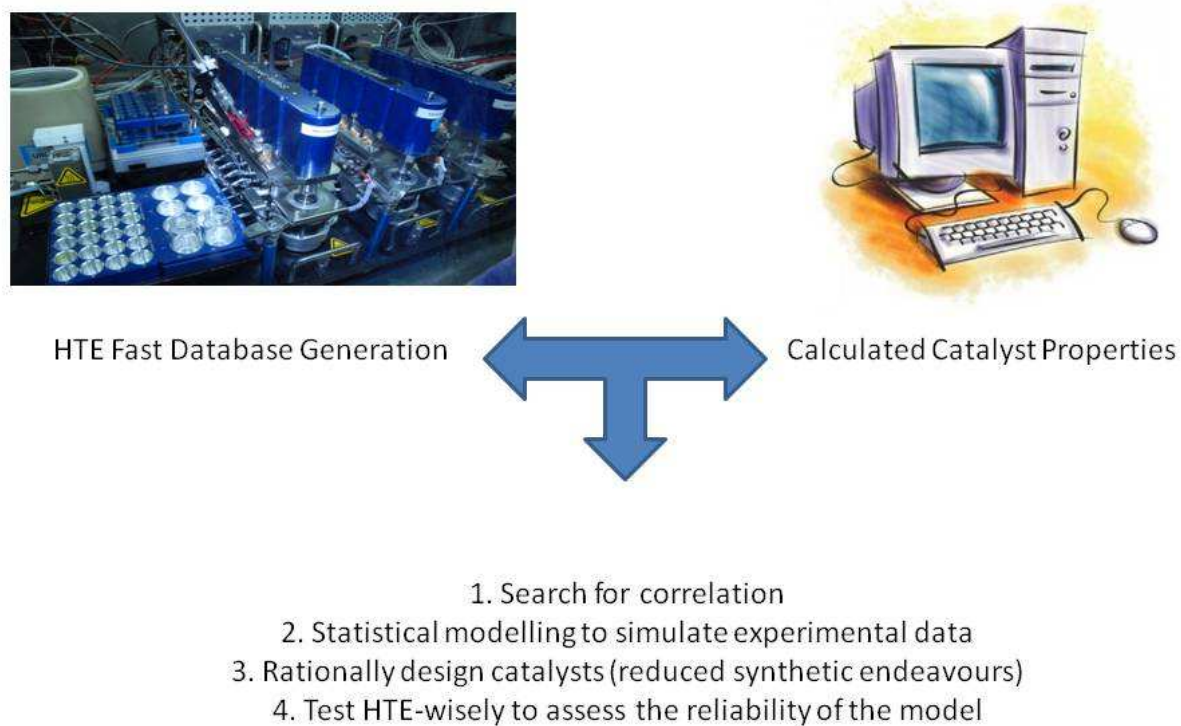 HTE Fast Database Generation
Calculated Catalyst Properties
1. Search for correlation
2. Statistical modelling to simulate experimental data
3. Rationally design catalysts (reduced synthetic endeavours)
4. Test HTE-wisely to assess the reliability of the model